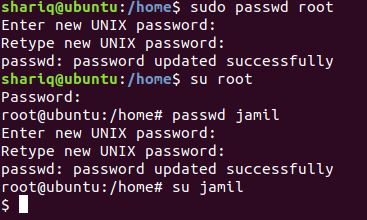 shariq@ubuntu:/home$ sudo passwd root
Enter new UNIX password:
Retype new UNIX password:
passwd: password updated successfully
shariq@ubuntu:/home$ su root
Password:
root@ubuntu:/home# passwd jamil
Enter new UNIX password:
Retype new UNIX password:
passwd: password updated successfully
root@ubuntu:/home# su jamil
$